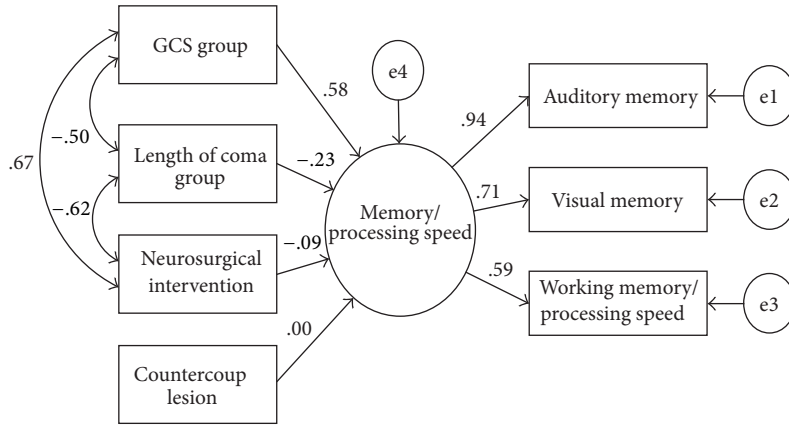 GCS group
Length of coma
group
Neurosurgical
intervention
Countercoup
lesion
.67
−.50
−.62
.58
−.23
−.09
.00
e4
Memory/
processing speed
.94
.71
.59
Auditory memory
Visual memory
Working memory/
processing speed
e1
e2
e3